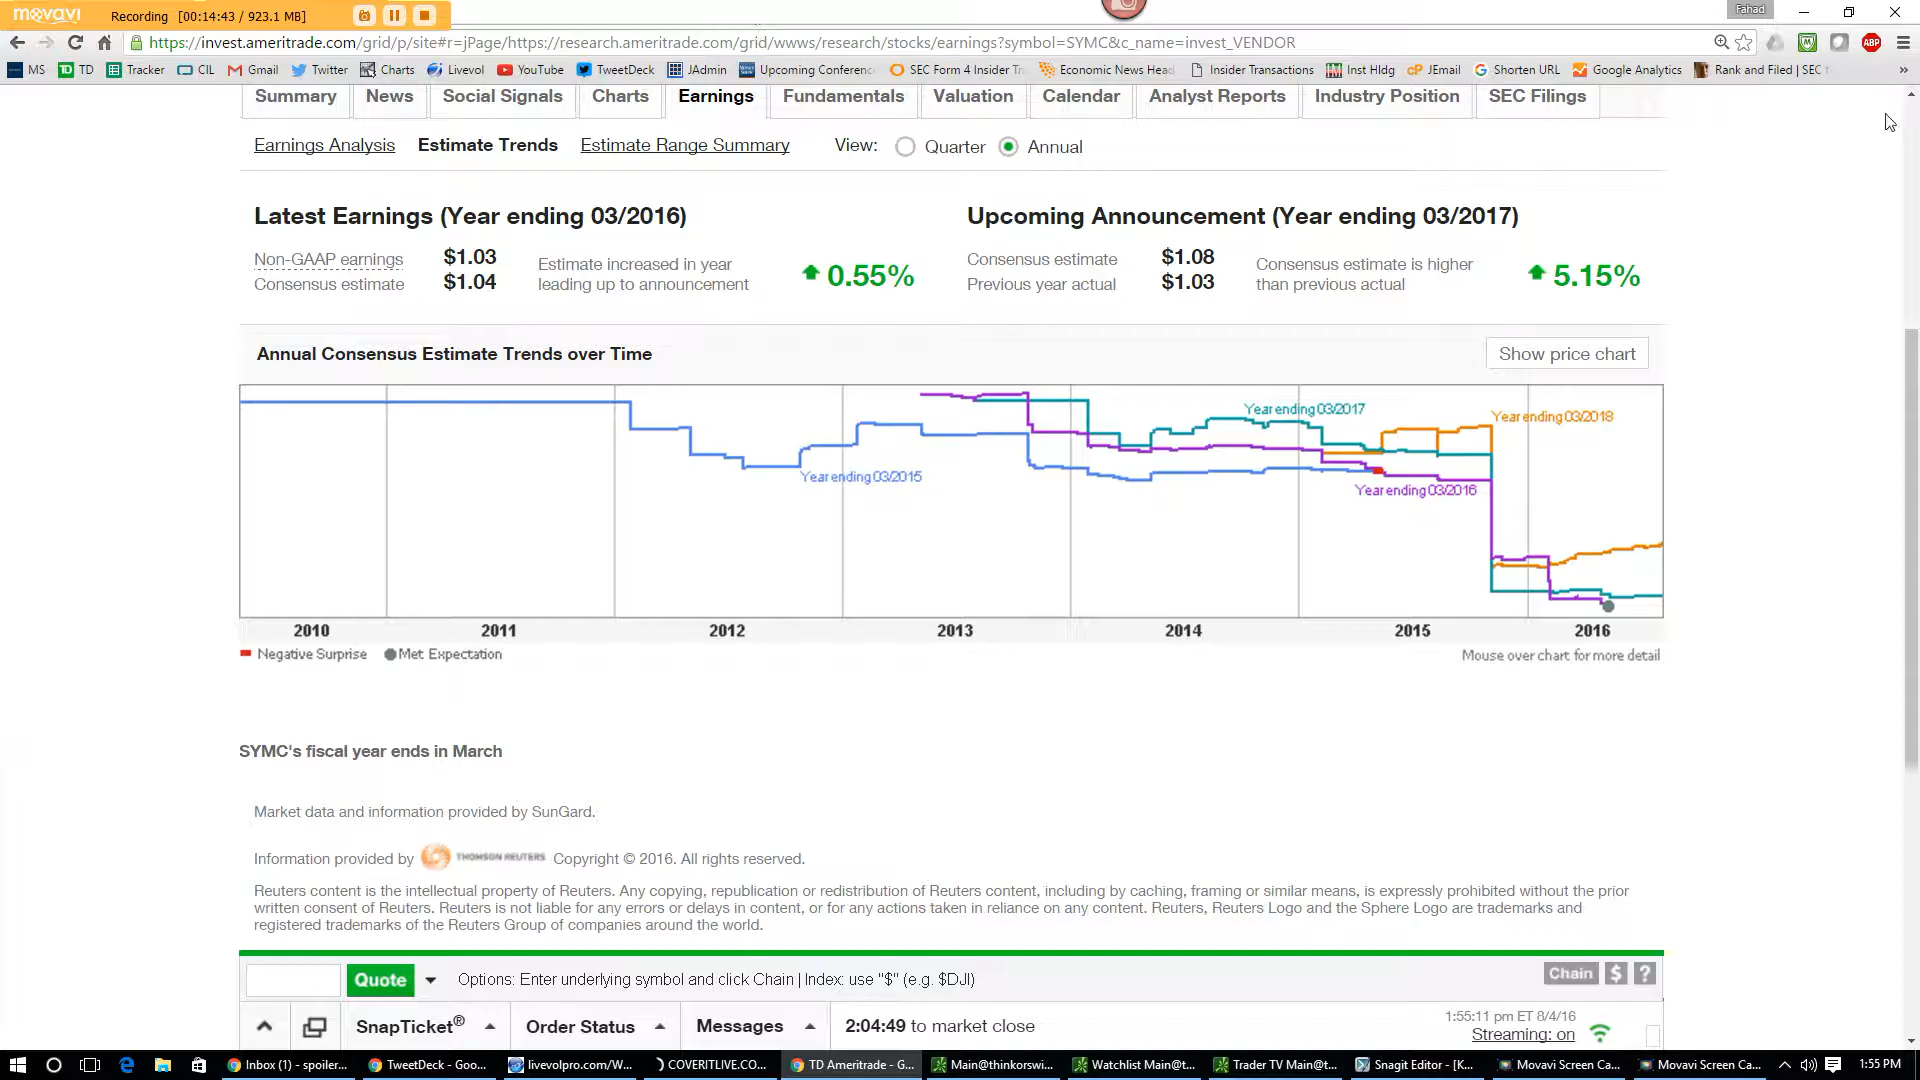 movavi Recording [00:14:43 / 923.1 MB] Fahad
https://invest.ameritrade.com/grid/p/site#r=jPage/https://research.ameritrade.com/grid/wwws/research/stocks/earnings?symbol=SYMC&c_name=invest_VENDOR ABP
MS TD Tracker CIL Gmail Twitter Charts Livevol YouTube TweetDeck JAdmin Upcoming Conferenc SEC Form 4 Insider Tr Economic News Head Insider Transactions Inst Hldg JEmail Shorten URL Google Analytics Rank and Filed | SEC f »
Summary News Social Signals Charts Earnings Fundamentals Valuation Calendar Analyst Reports Industry Position SEC Filings
Earnings Analysis Estimate Trends Estimate Range Summary View: Quarter Annual
Latest Earnings (Year ending 03/2016) Upcoming Announcement (Year ending 03/2017)
Non-GAAP earnings $1.03 Estimate increased in year 0.55% Consensus estimate $1.08 Consensus estimate is higher 5.15%
Consensus estimate $1.04 leading up to announcement Previous year actual $1.03 than previous actual
Annual Consensus Estimate Trends over Time Show price chart
Year ending 03/2017 Year ending 03/2018
Year ending 03/2015
Year ending 03/2016
2010 2011 2012 2013 2014 2015 2016
Negative Surprise Met Expectation Mouse over chart for more detail
SYMC's fiscal year ends in March
Market data and information provided by SunGard.
Information provided by THOMSON REUTERS Copyright © 2016. All rights reserved.
Reuters content is the intellectual property of Reuters. Any copying, republication or redistribution of Reuters content, including by caching, framing or similar means, is expressly prohibited without the prior
written consent of Reuters. Reuters is not liable for any errors or delays in content, or for any actions taken in reliance on any content. Reuters, Reuters Logo and the Sphere Logo are trademarks and
registered trademarks of the Reuters Group of companies around the world.
Quote Options: Enter underlying symbol and click Chain | Index: use "$" (e.g. $DJI) Chain $ ?
SnapTicket® Order Status Messages 2:04:49 to market close 1:55:11 pm ET 8/4/16
Streaming: on
Inbox (1) - spoiler... TweetDeck - Goo... livevolpro.com/W... COVERITLIVE.CO... TD Ameritrade - G... Main@thinkorswi... Watchlist Main@t... Trader TV Main@t... Snagit Editor - [K... Movavi Screen Ca... Movavi Screen Ca... 1:55 PM